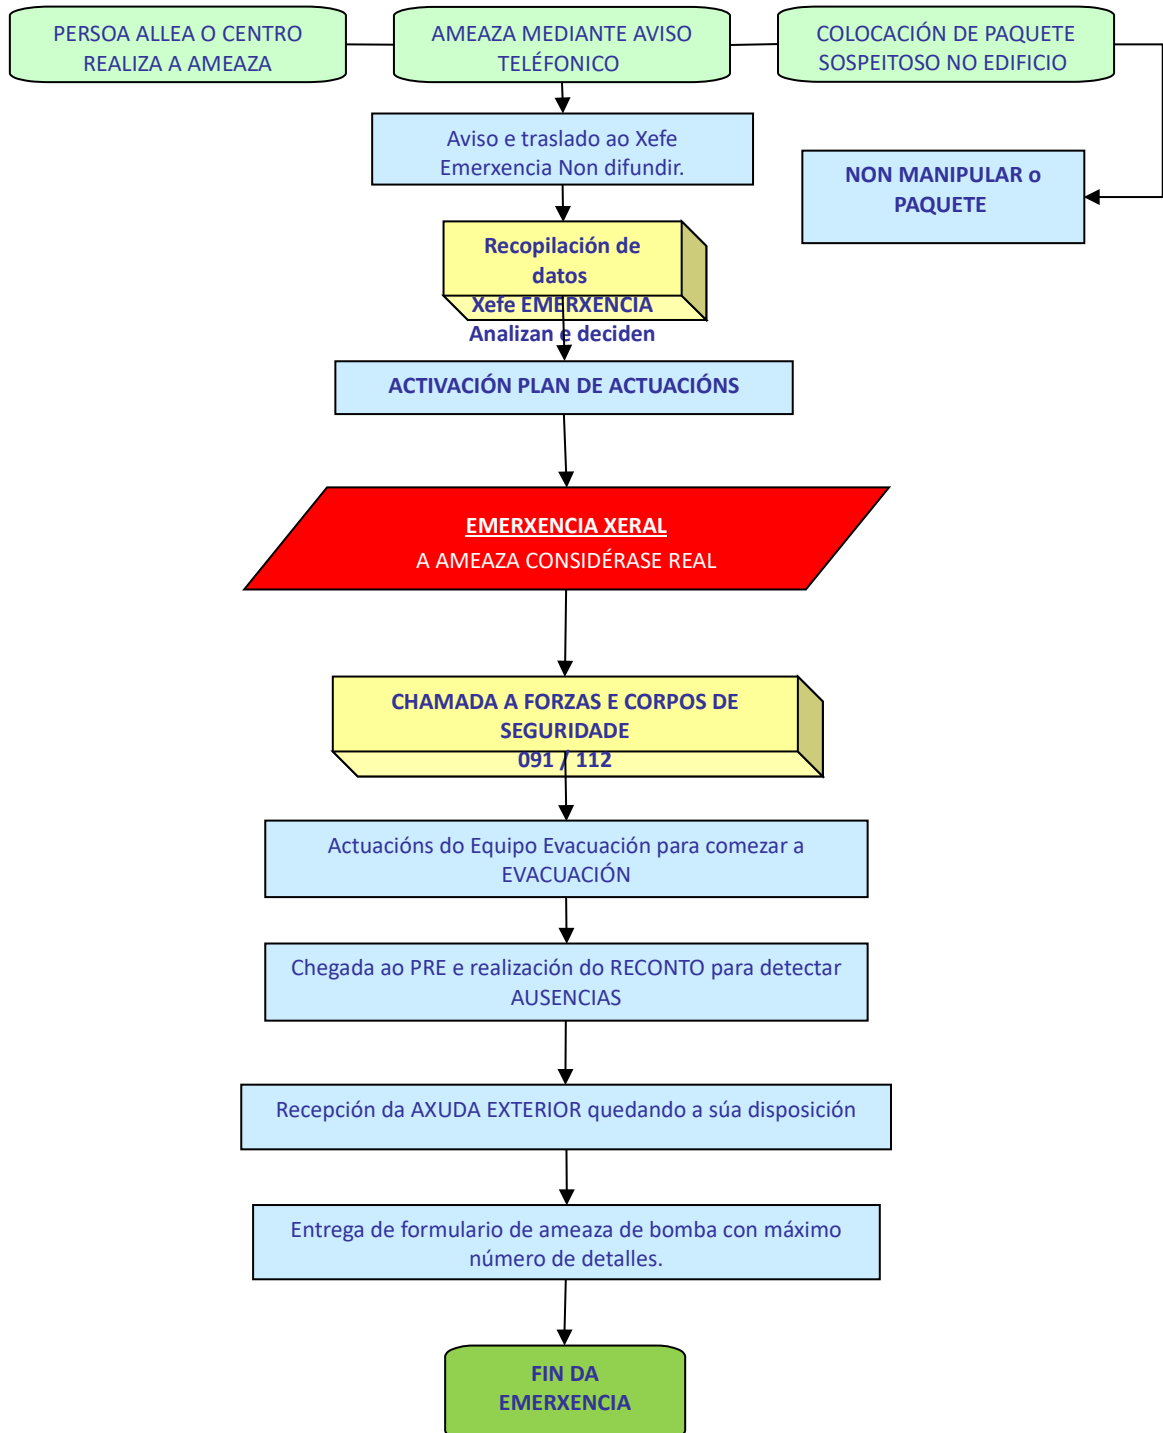 PERSOA ALLEA O CENTRO
REALIZA A AMEAZA
AMEAZA MEDIANTE AVISO
TELÉFONICO
COLOCACIÓN DE PAQUETE
SOSPEITOSO NO EDIFICIO
Aviso e traslado ao Xefe
Emerxencia Non difundir.
NON MANIPULAR o
PAQUETE
Recopilación de
datos
Xefe EMERXENCIA
Analizan e deciden
ACTIVACIÓN PLAN DE ACTUACIÓNS
EMERXENCIA XERAL
A AMEAZA CONSIDÉRASE REAL
CHAMADA A FORZAS E CORPOS DE
SEGURIDADE
091 / 112
Actuacións do Equipo Evacuación para comezar a
EVACUACIÓN
Chegada ao PRE e realización do RECONTO para detectar
AUSENCIAS
Recepción da AXUDA EXTERIOR quedando a súa disposición
Entrega de formulario de ameaza de bomba con máximo
número de detalles.
FIN DA
EMERXENCIA